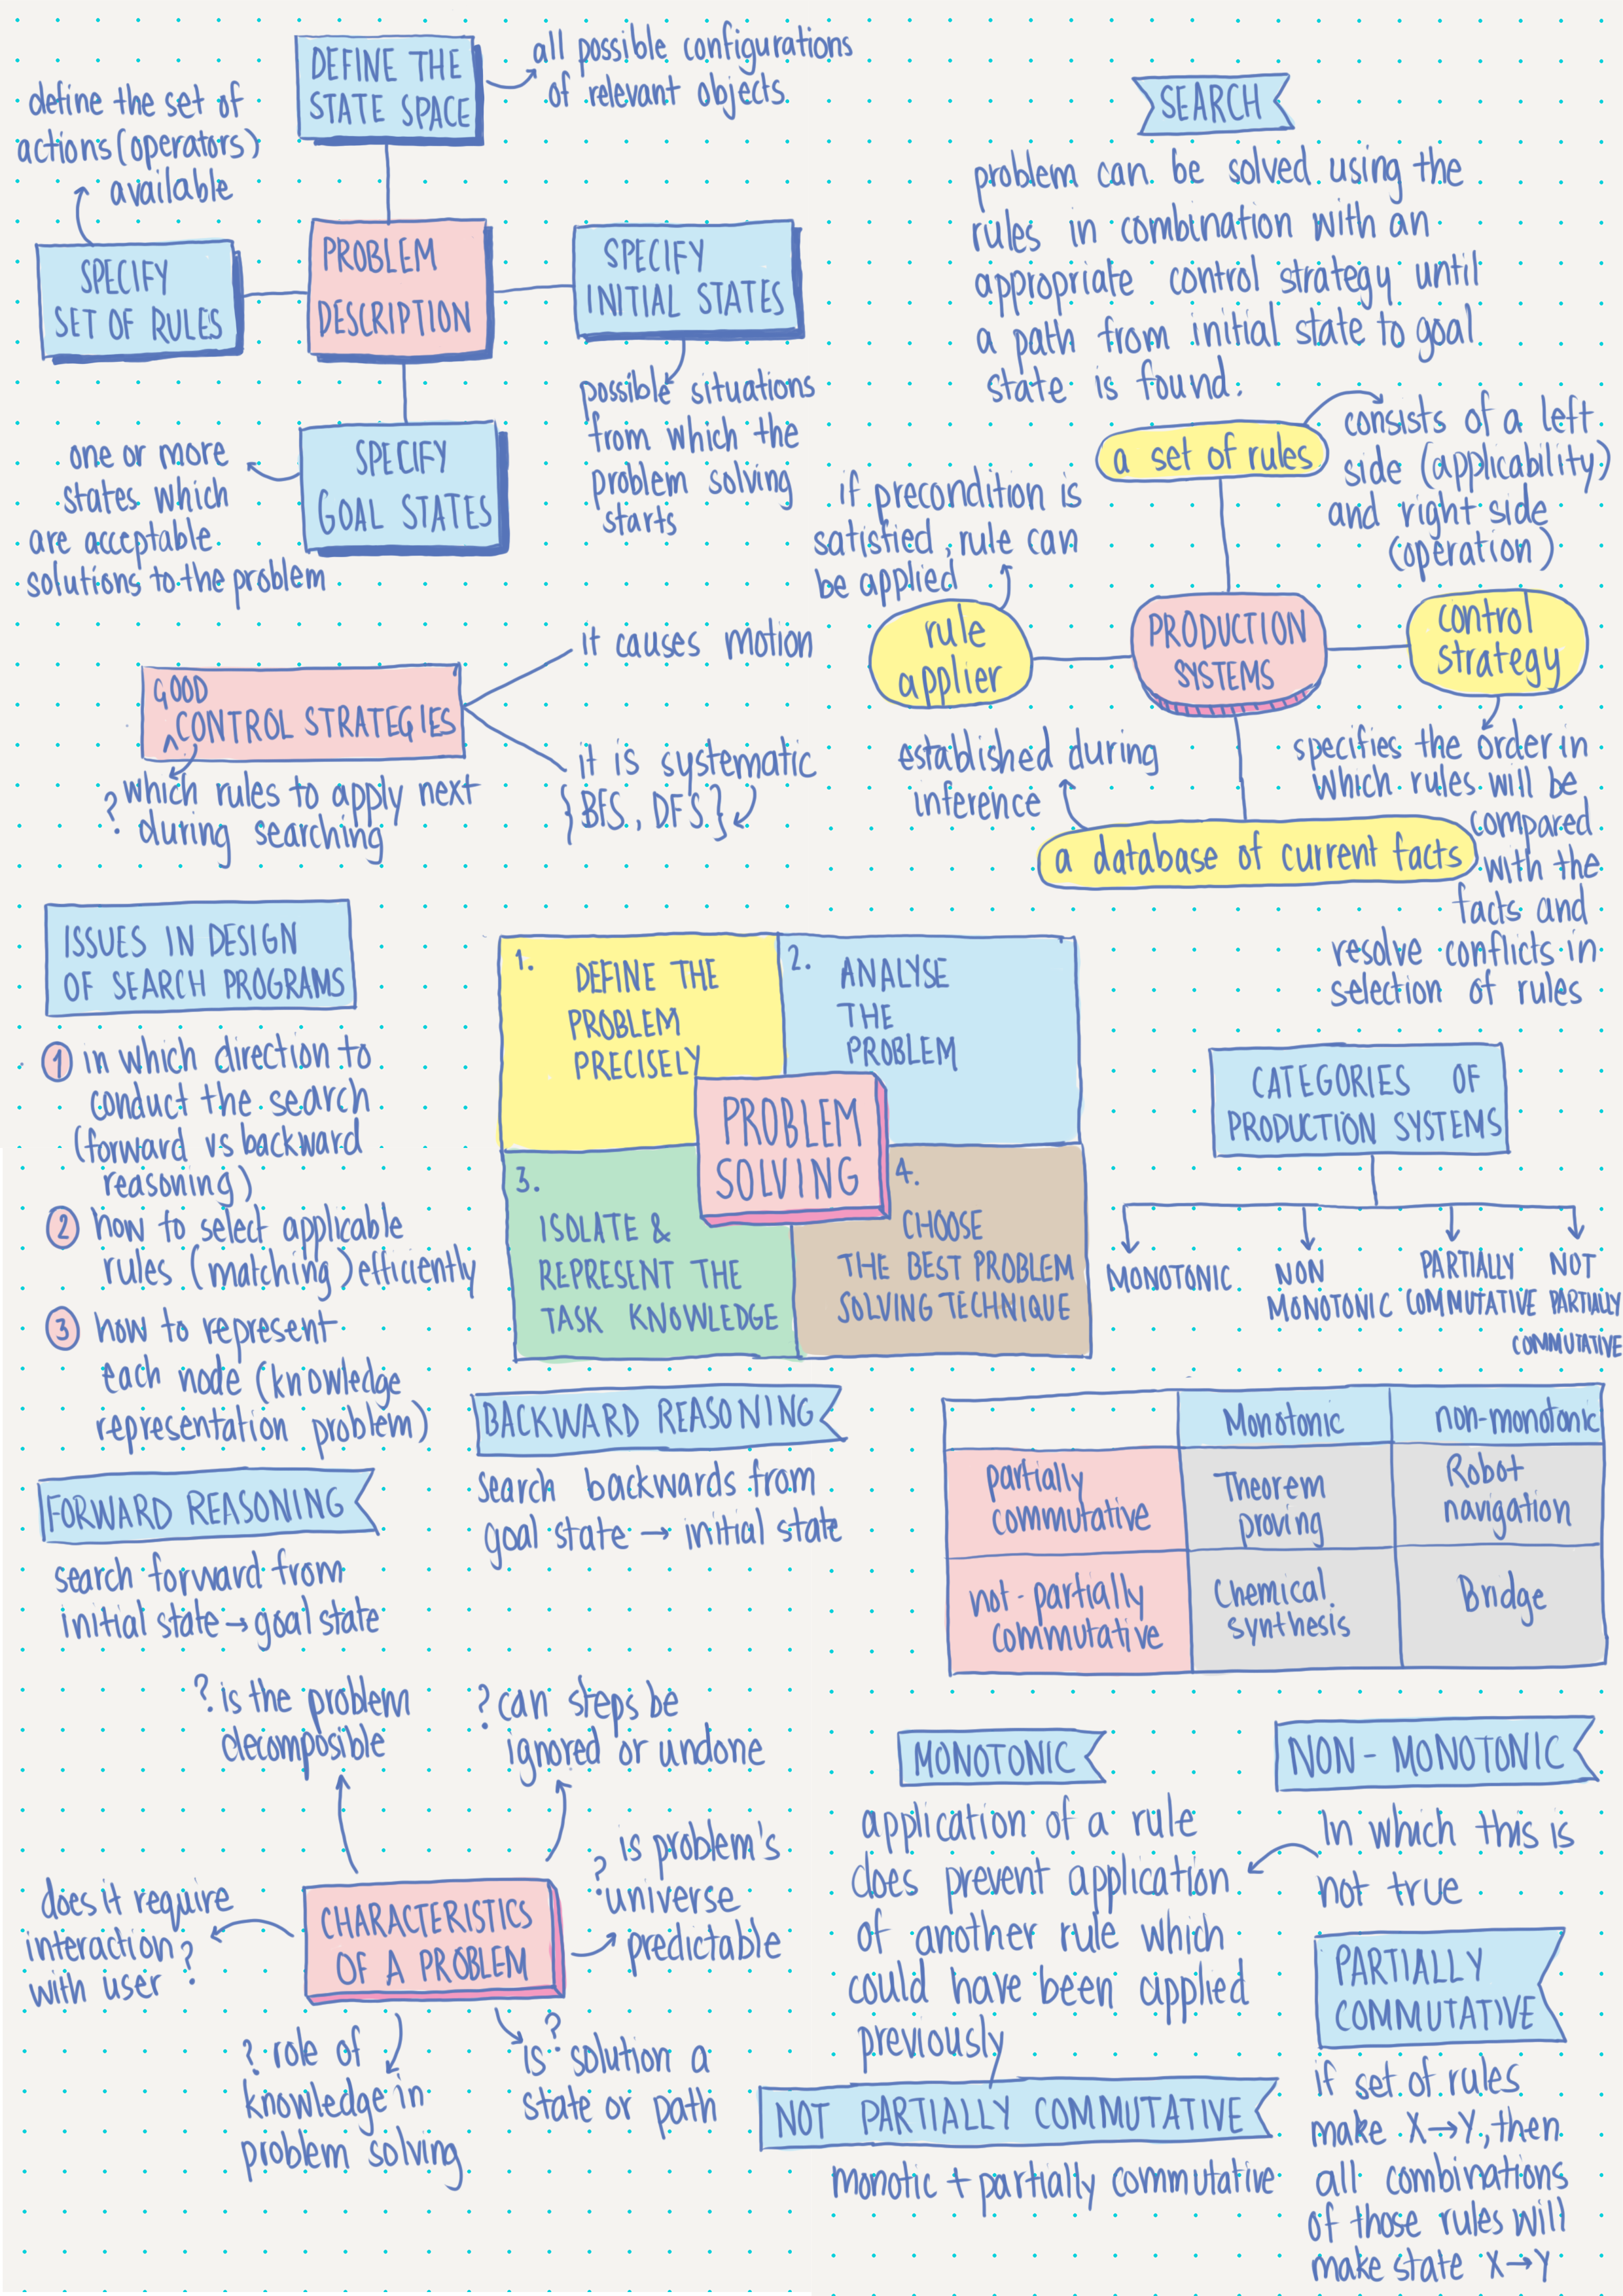 DEFINE THE
STATE SPACE
all possible configurations
of relevant objects
define the set of
actions (operators)
available
SPECIFY
SET OF RULES
PROBLEM
DESCRIPTION
SPECIFY
INITIAL STATES
possible situations
from which the
problem solving
starts
SPECIFY
GOAL STATES
one or more
states which
are acceptable
solutions to the problem
SEARCH
problem can be solved using the
rules in combination with an
appropriate control strategy until
a path from initial state to goal
state is found.
a set of rules
consists of a left
side (applicability)
and right side
(operation)
if precondition is
satisfied, rule can
be applied
rule
applier
PRODUCTION
SYSTEMS
control
strategy
specifies the order in
which rules will be
compared
with the
facts and
resolve conflicts in
selection of rules
established during
inference
a database of current facts
GOOD
^CONTROL STRATEGIES
it causes motion
it is systematic
{BFS, DFS}
which rules to apply next
? during searching
ISSUES IN DESIGN
OF SEARCH PROGRAMS
1 in which direction to
conduct the search
(forward vs backward
reasoning)
2 how to select applicable
rules (matching) efficiently
3 how to represent
each node (knowledge
representation problem)
1. DEFINE THE
PROBLEM
PRECISELY
2. ANALYSE
THE
PROBLEM
PROBLEM
SOLVING
3.
ISOLATE &
REPRESENT THE
TASK KNOWLEDGE
4.
CHOOSE
THE BEST PROBLEM
SOLVING TECHNIQUE
CATEGORIES OF
PRODUCTION SYSTEMS
MONOTONIC
NON
MONOTONIC
PARTIALLY
COMMUTATIVE
NOT
PARTIALLY
COMMUTATIVE
FORWARD REASONING
search forward from
initial state → goal state
BACKWARD REASONING
search backwards from
goal state → initial state
Monotonic
non-monotonic
partially
commutative
Theorem
proving
Robot
navigation
not-partially
commutative
Chemical
synthesis
Bridge
? is the problem
decomposible
? can steps be
ignored or undone
? is problem's
universe
predictable
does it require
interaction ?
with user
CHARACTERISTICS
OF A PROBLEM
? role of
knowledge in
problem solving
?
is solution a
state or path
MONOTONIC
application of a rule
does prevent application
of another rule which
could have been applied
previously
NON-MONOTONIC
In which this is
not true
NOT PARTIALLY COMMUTATIVE
monotic + partially commutative
PARTIALLY
COMMUTATIVE
if set of rules
make X→Y, then
all combinations
of those rules will
make state X→Y